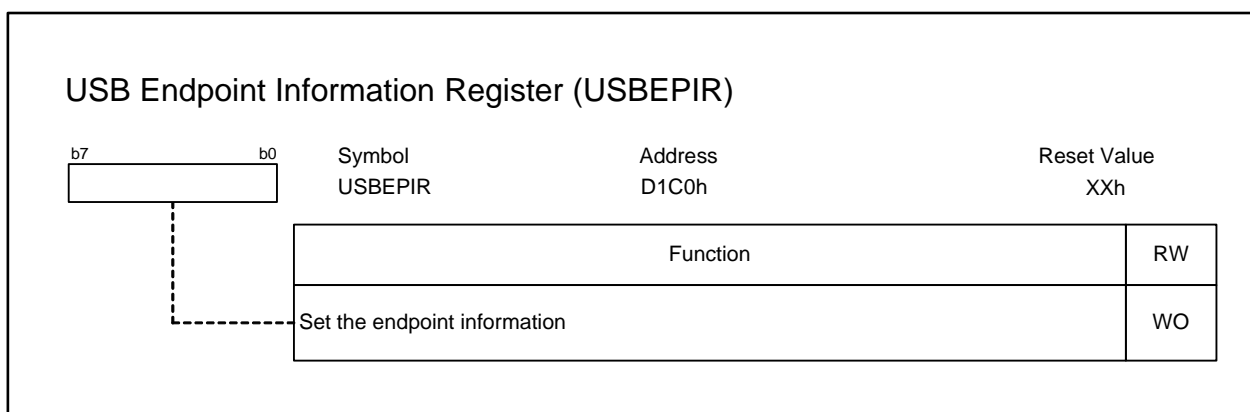 USB Endpoint Information Register (USBEPIR)
b7 b0 Symbol Address Reset Value
USBEPIR D1C0h XXh
Function RW
Set the endpoint information WO